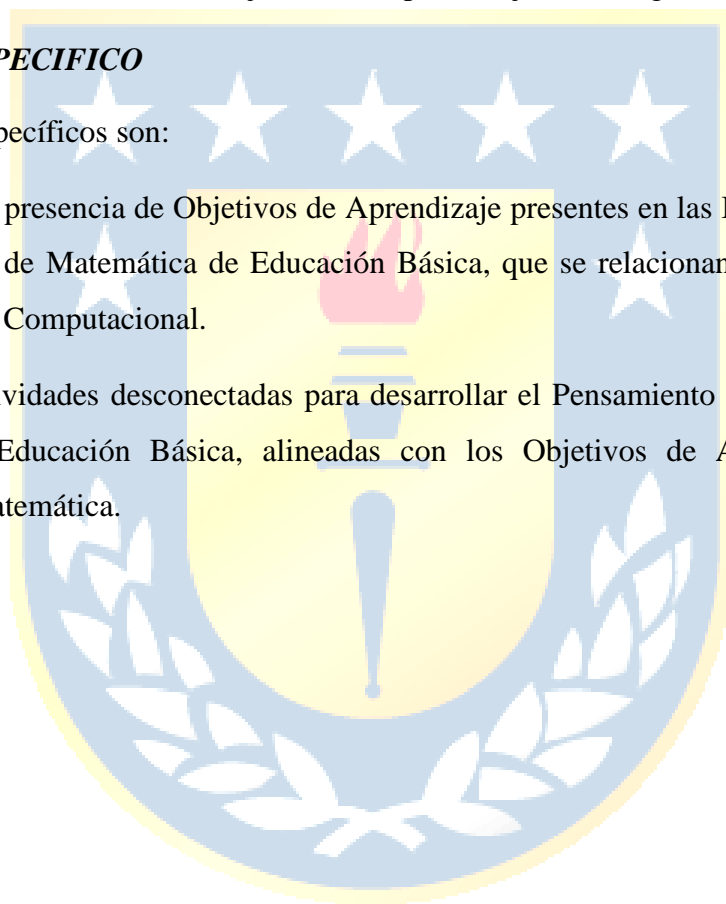 PECIFICO
pecíficos son:
presencia de Objetivos de Aprendizaje presentes en las
de Matemática de Educación Básica, que se relacionan
Computacional.
vidades desconectadas para desarrollar el Pensamiento
Educación Básica, alineadas con los Objetivos de
atemática.